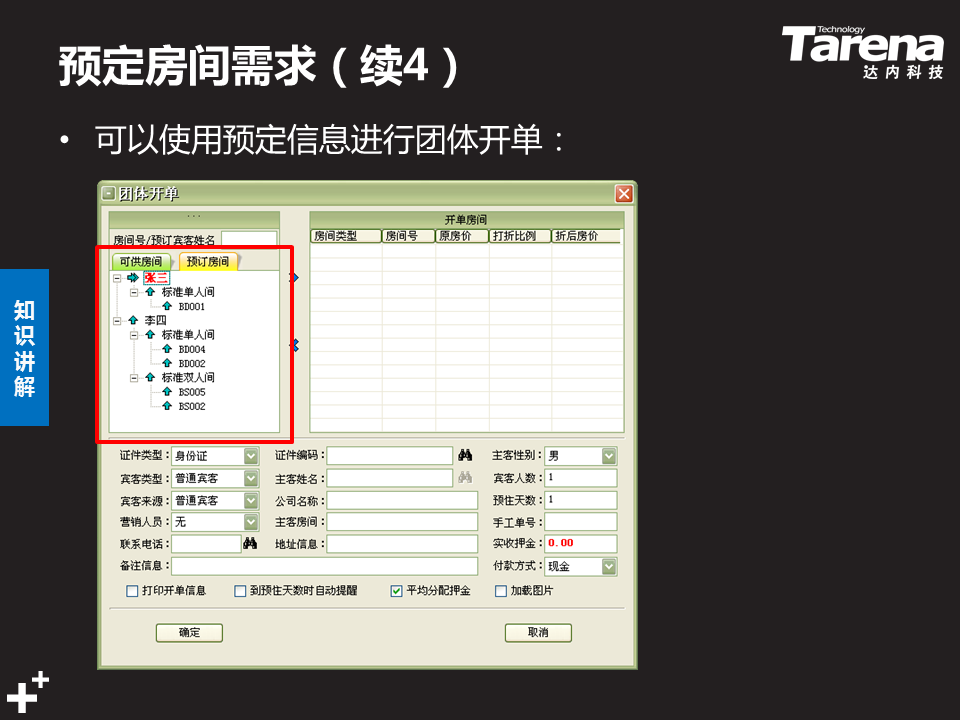 预定房间需求（续4）
Technology
Tarena
达内科技
• 可以使用预定信息进行团体开单：
知识讲解
团体开单
...
房间号/预订宾客姓名
可供房间 预订房间
张三
标准单人间
BD001
李四
标准单人间
BD004
BD002
标准双人间
BS005
BS002
开单房间
房间类型 房间号 原房价 打折比例 折后房价
证件类型：身份证 证件编码： 主客性别：男
宾客类型：普通宾客 主客姓名： 宾客人数：1
宾客来源：普通宾客 公司名称： 预住天数：1
营销人员：无 主客房间： 手工单号：
联系电话： 地址信息： 实收押金：0.00
备注信息： 付款方式：现金
打印开单信息 到预住天数时自动提醒 平均分配押金 加载图片
确定 取消